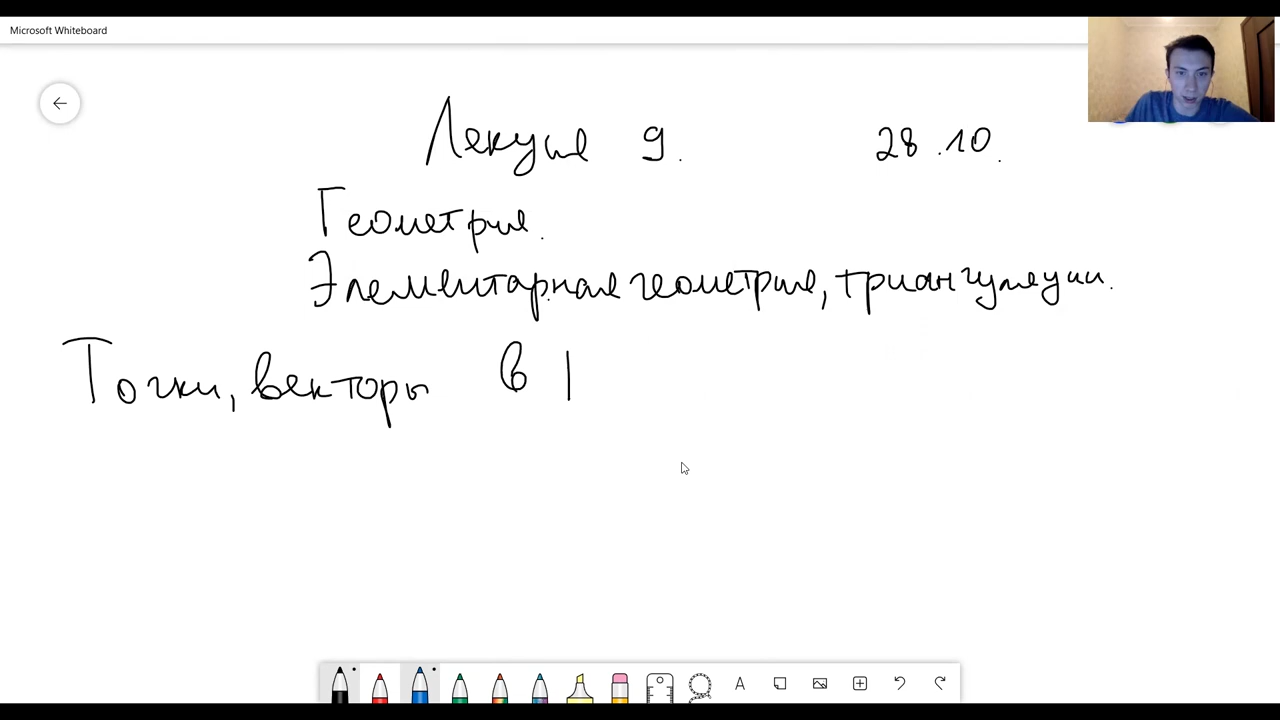 Microsoft Whiteboard
Лекция 9. 28.10.
Геометрия.
Элементарная геометрия, триангуляции.
Точки, векторы в |
A